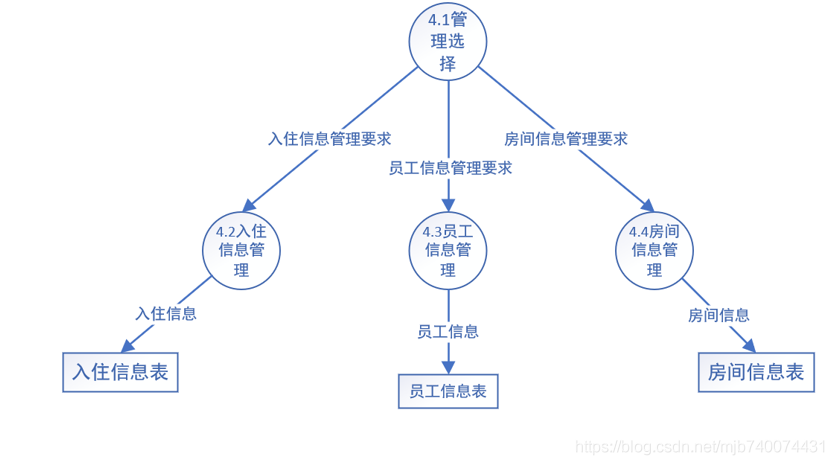 4.1管
理选
择
入住信息管理要求
房间信息管理要求
员工信息管理要求
4.2入住
信息管
理
4.3员工
信息管
理
4.4房间
信息管
理
入住信息
房间信息
员工信息
入住信息表
员工信息表
房间信息表
https://blog.csdn.net/mjb740074431